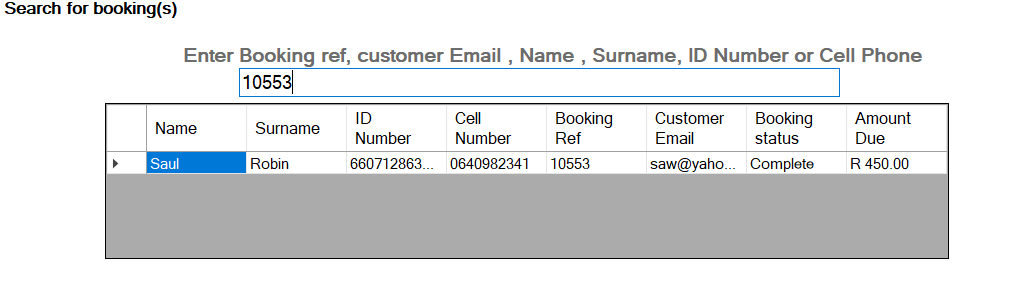 Search for booking(s)
Enter Booking ref, customer Email , Name , Surname, ID Number or Cell Phone
10553
Name Surname ID Number Cell Number Booking Ref Customer Email Booking status Amount Due
Saul Robin 660712863... 0640982341 10553 saw@yaho... Complete R 450.00